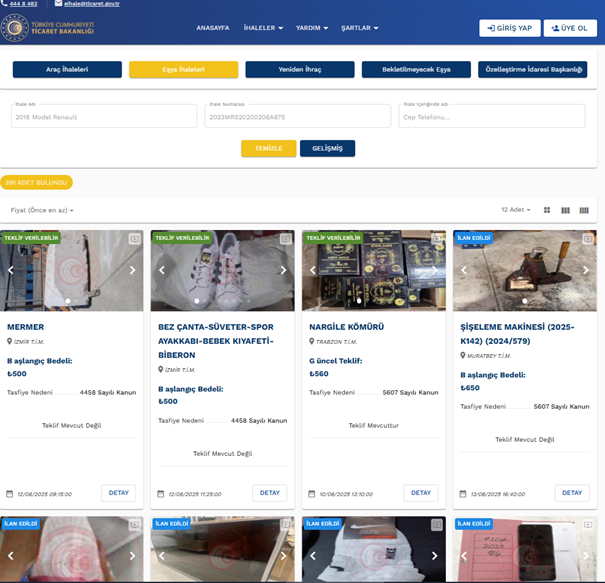 444 8 482
eihale@ticaret.gov.tr
TÜRKİYE CUMHURİYETİ
TİCARET BAKANLIĞI
ANASAYFA
İHALELER
YARDIM
ŞARTLAR
GİRİŞ YAP
ÜYE OL
Araç İhaleleri
Eşya İhaleleri
Yeniden İhraç
Bekletilmeyecek Eşya
Özelleştirme İdaresi Başkanlığı
İhale Adı
2018 Model Renault
İhale Numarası
2033MRS20200206A875
İhale İçeriğinde Adı
Cep Telefonu...
TEMİZLE
GELİŞMİŞ
391 ADET BULUNDU
Fiyat (Önce en az)
12 Adet
TEKLİF VERİLEBİLİR
MERMER
İZMİR T.İ.M.
B aşlangıç Bedeli:
₺500
Tasfiye Nedeni 4458 Sayılı Kanun
Teklif Mevcut Değil
12/06/2025 09:15:00
DETAY
TEKLİF VERİLEBİLİR
BEZ ÇANTA-SÜVETER-SPOR
AYAKKABI-BEBEK KIYAFETİ-
BİBERON
İZMİR T.İ.M.
B aşlangıç Bedeli:
₺500
Tasfiye Nedeni 4458 Sayılı Kanun
Teklif Mevcut Değil
12/06/2025 11:25:00
DETAY
TEKLİF VERİLEBİLİR
NARGİLE KÖMÜRÜ
TRABZON T.İ.M.
G üncel Teklif:
₺560
Tasfiye Nedeni 5607 Sayılı Kanun
Teklif Mevcuttur
10/06/2025 13:10:00
DETAY
İLAN EDİLDİ
ŞİŞELEME MAKİNESİ (2025-
K142) (2024/579)
MURATBEY T.İ.M.
B aşlangıç Bedeli:
₺650
Tasfiye Nedeni 5607 Sayılı Kanun
Teklif Mevcut Değil
13/06/2025 16:40:00
DETAY
İLAN EDİLDİ
İLAN EDİLDİ
İLAN EDİLDİ
İLAN EDİLDİ